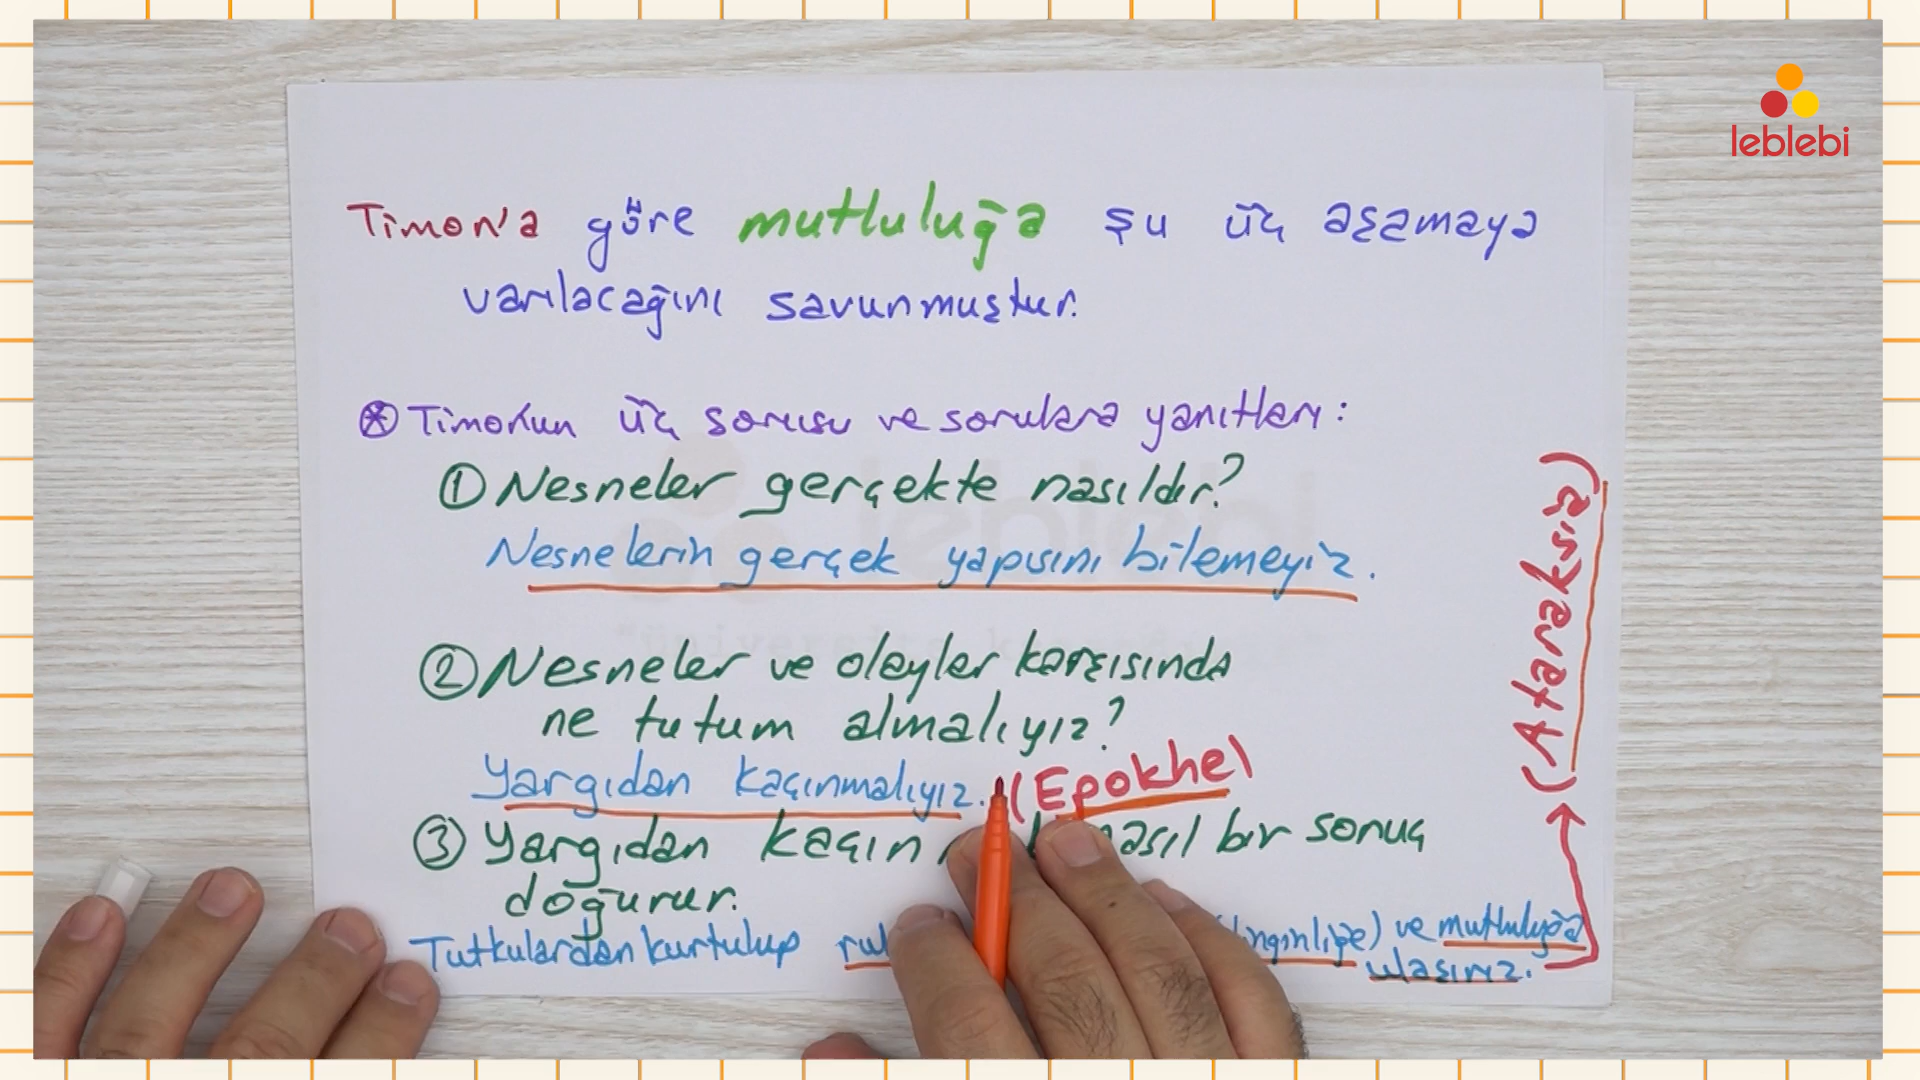 leblebi
Timon'a göre mutluluğa şu üç aşamaya
varılacağını savunmuştur.
Timon'un üç sorusu ve sorulara yanıtları:
① Nesneler gerçekte nasıldır?
Nesnelerin gerçek yapısını bilemeyiz.
② Nesneler ve olaylar karşısında
ne tutum almalıyız?
Yargıdan kaçınmalıyız. (Epokhe)
③ Yargıdan kaçın nasıl bir sonuç
doğurur.
Tutkulardan kurtulup ve mutluluğa
ulaşırız.
(Ataraksia)